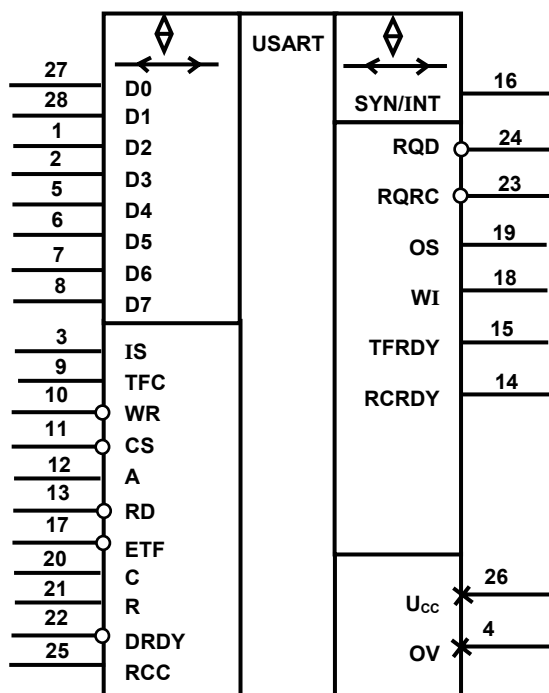 USART
27 D0
28 D1
1 D2
2 D3
5 D4
6 D5
7 D6
8 D7
3 IS
9 TFC
10 WR
11 CS
12 A
13 RD
17 ETF
20 C
21 R
22 DRDY
25 RCC
SYN/INT 16
RQD 24
RQRC 23
OS 19
WI 18
TFRDY 15
RCRDY 14
UCC 26
OV 4